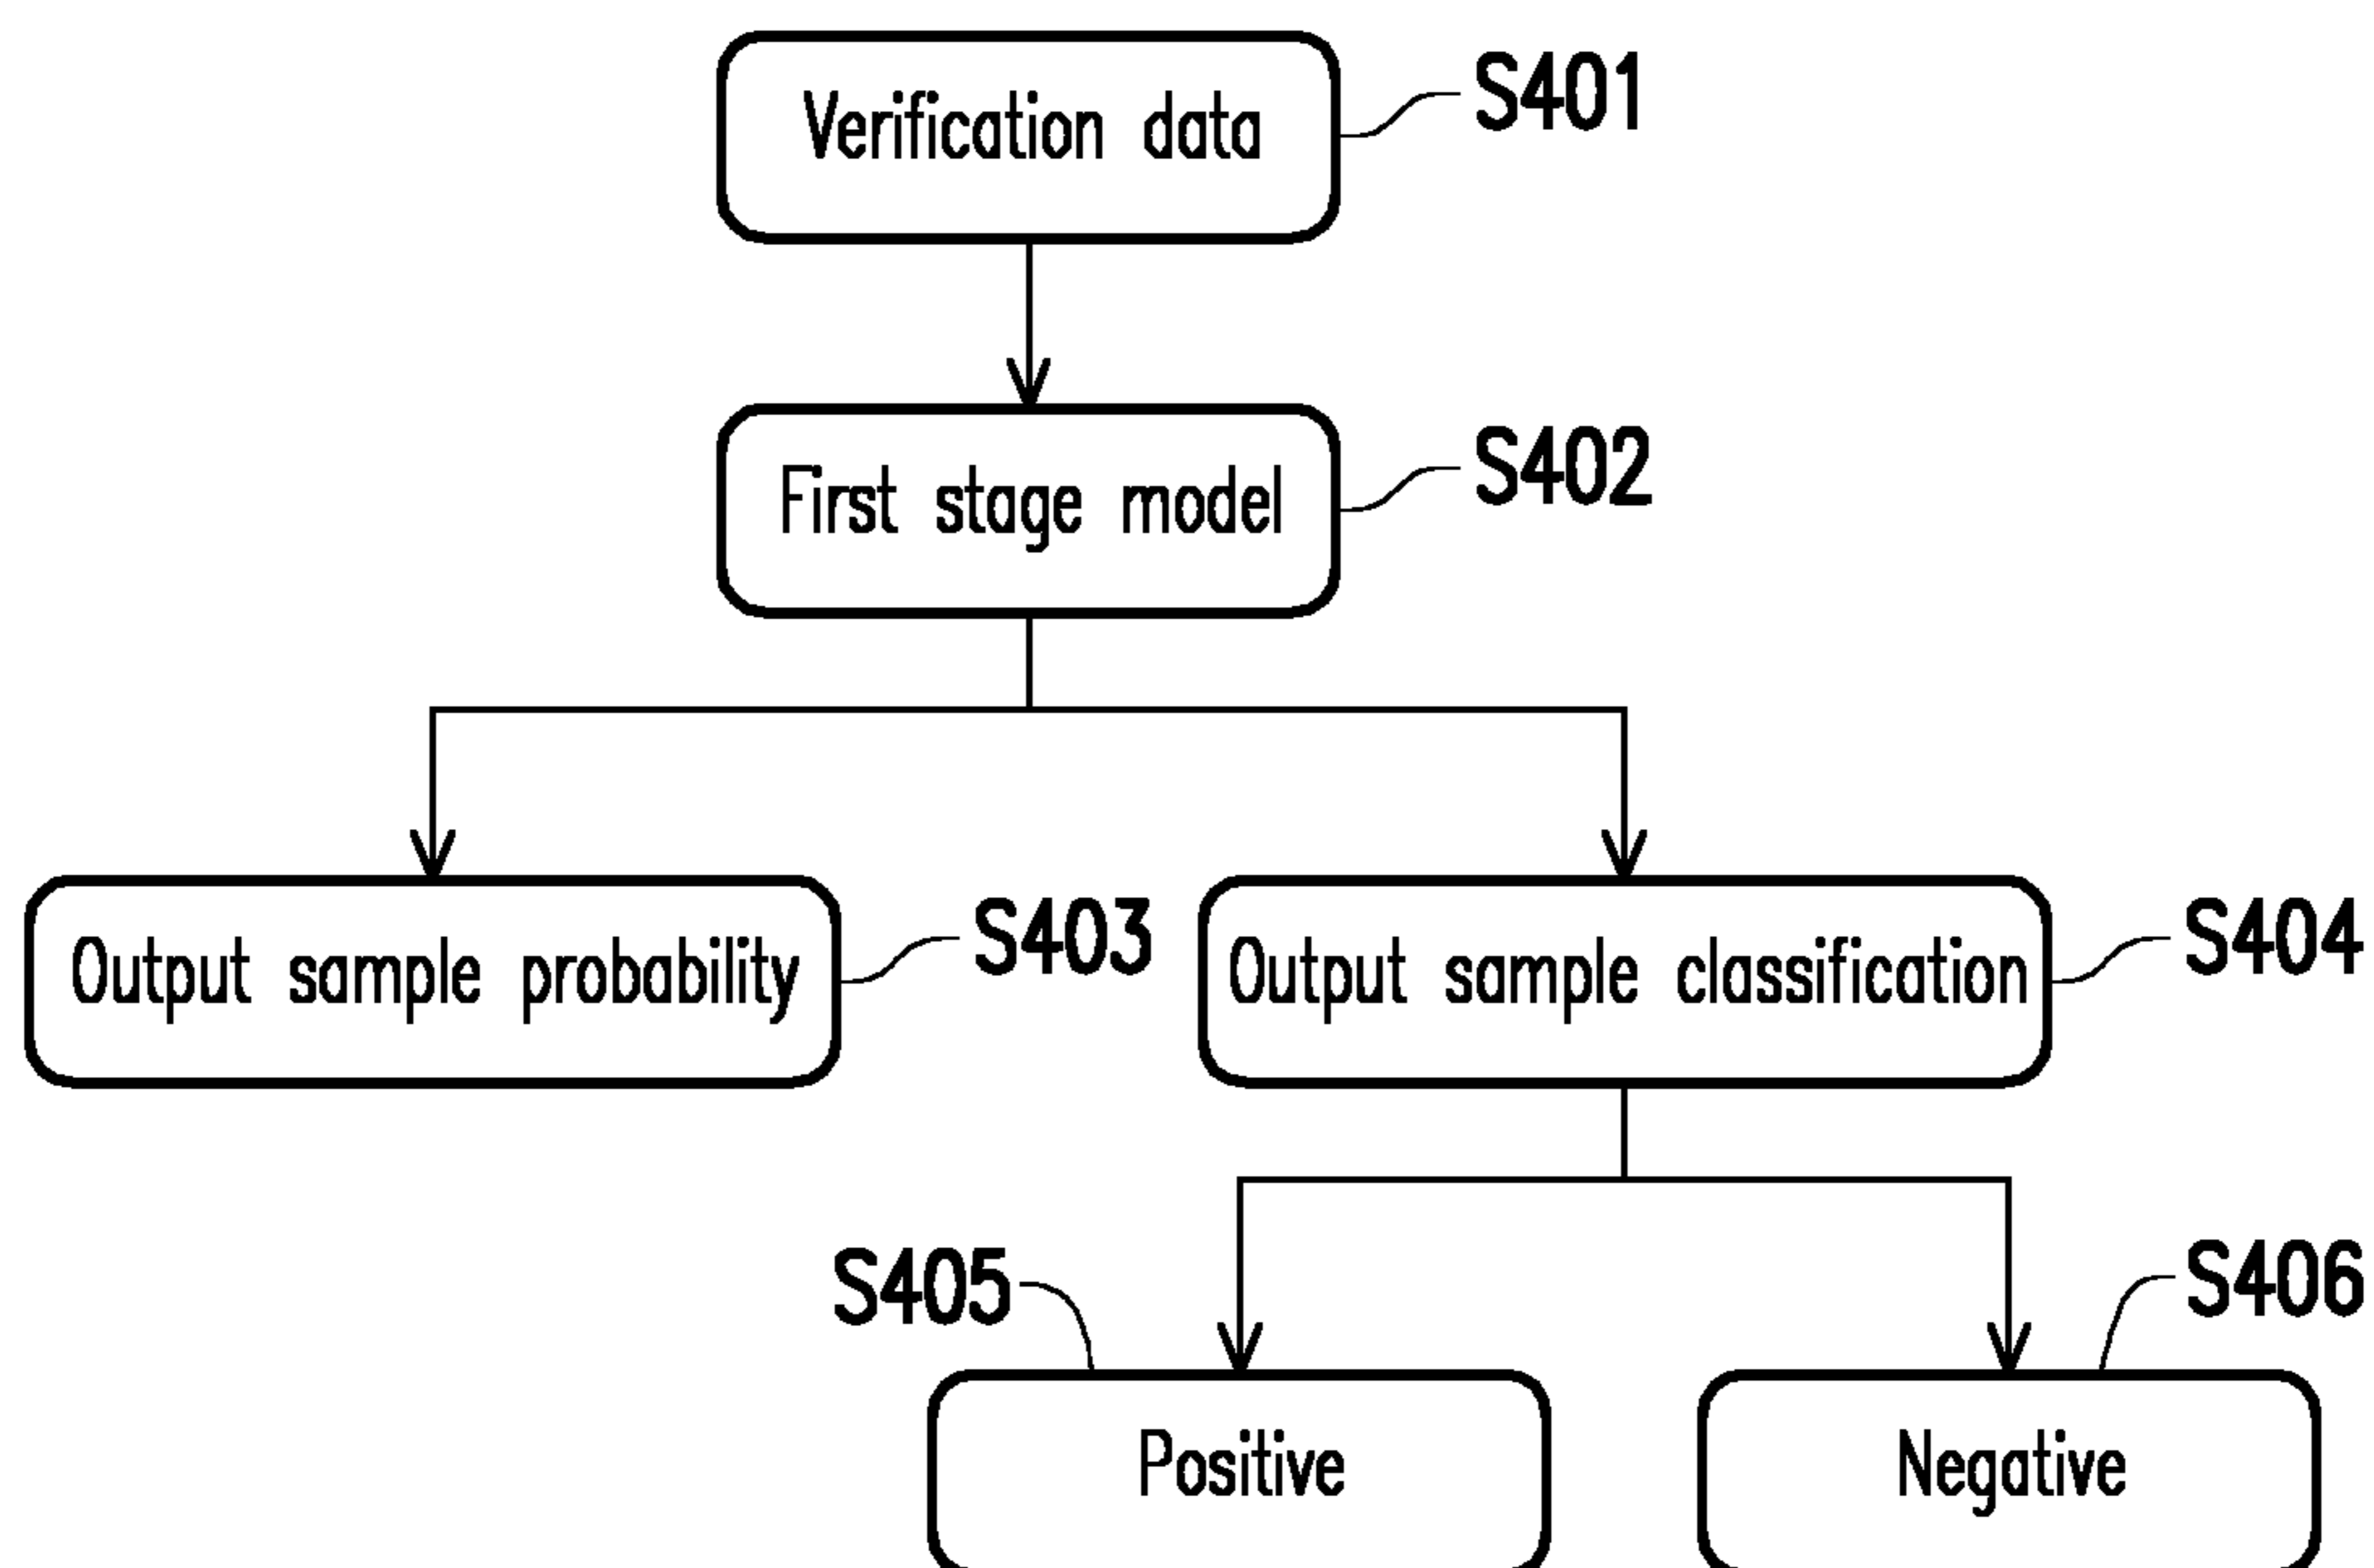 Verification data
S401
First stage model
S402
Output sample probability
S403
Output sample classification
S404
S405
Positive
S406
Negative